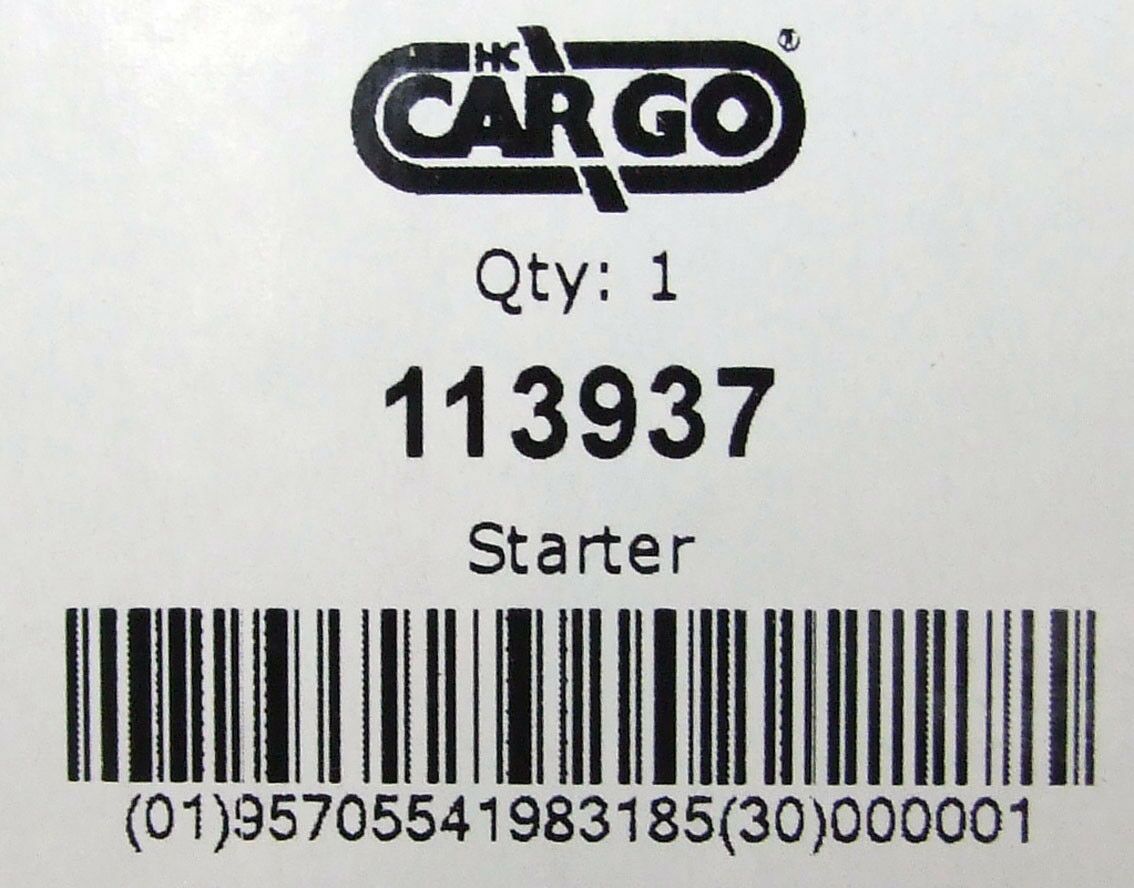 HC
CARGO®
Qty: 1
113937
Starter
(01)95705541983185(30)000001